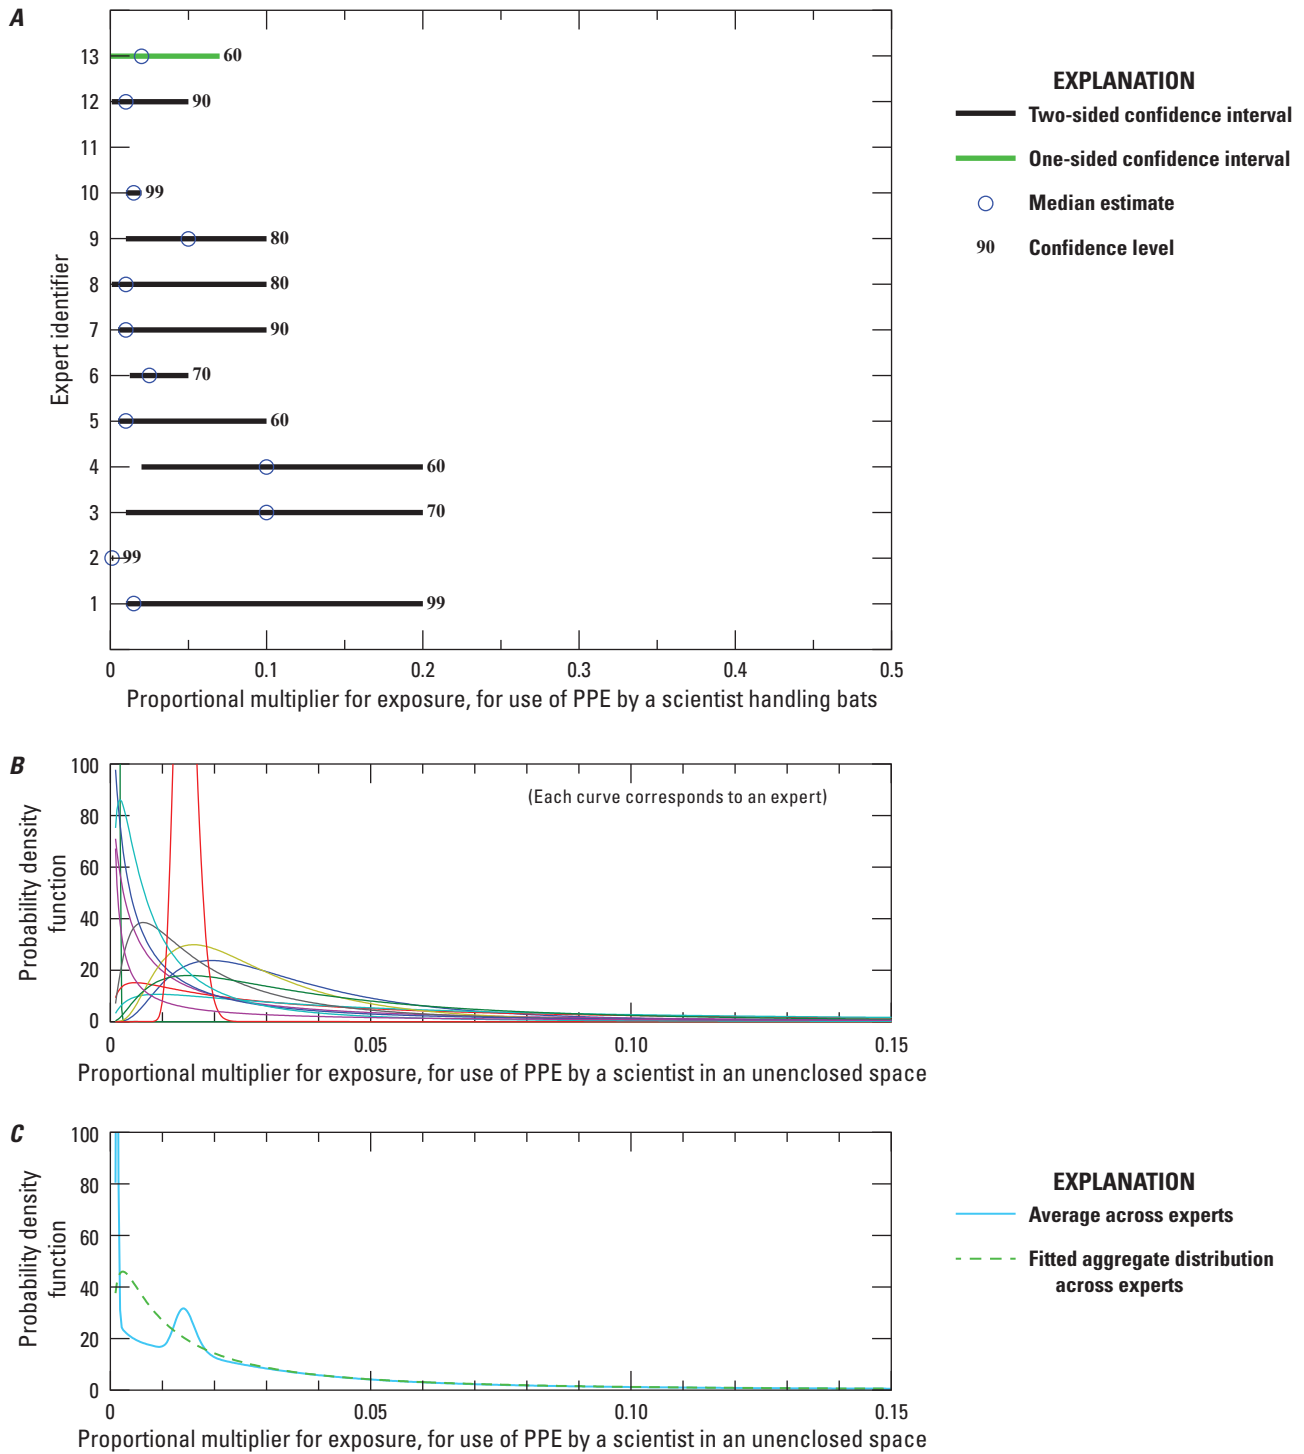 A
13
12
11
10
9
8
7
6
5
4
3
2
1
Expert identifier
60
90
99
80
80
90
70
60
60
70
99
99
0
0.1
0.2
0.3
0.4
0.5
Proportional multiplier for exposure, for use of PPE by a scientist handling bats
EXPLANATION
Two-sided confidence interval
One-sided confidence interval
Median estimate
90 Confidence level
B
100
80
60
40
20
0
Probability density
function
(Each curve corresponds to an expert)
0
0.05
0.10
0.15
Proportional multiplier for exposure, for use of PPE by a scientist in an unenclosed space
C
100
80
60
40
20
0
Probability density
function
0
0.05
0.10
0.15
Proportional multiplier for exposure, for use of PPE by a scientist in an unenclosed space
EXPLANATION
Average across experts
Fitted aggregate distribution
across experts